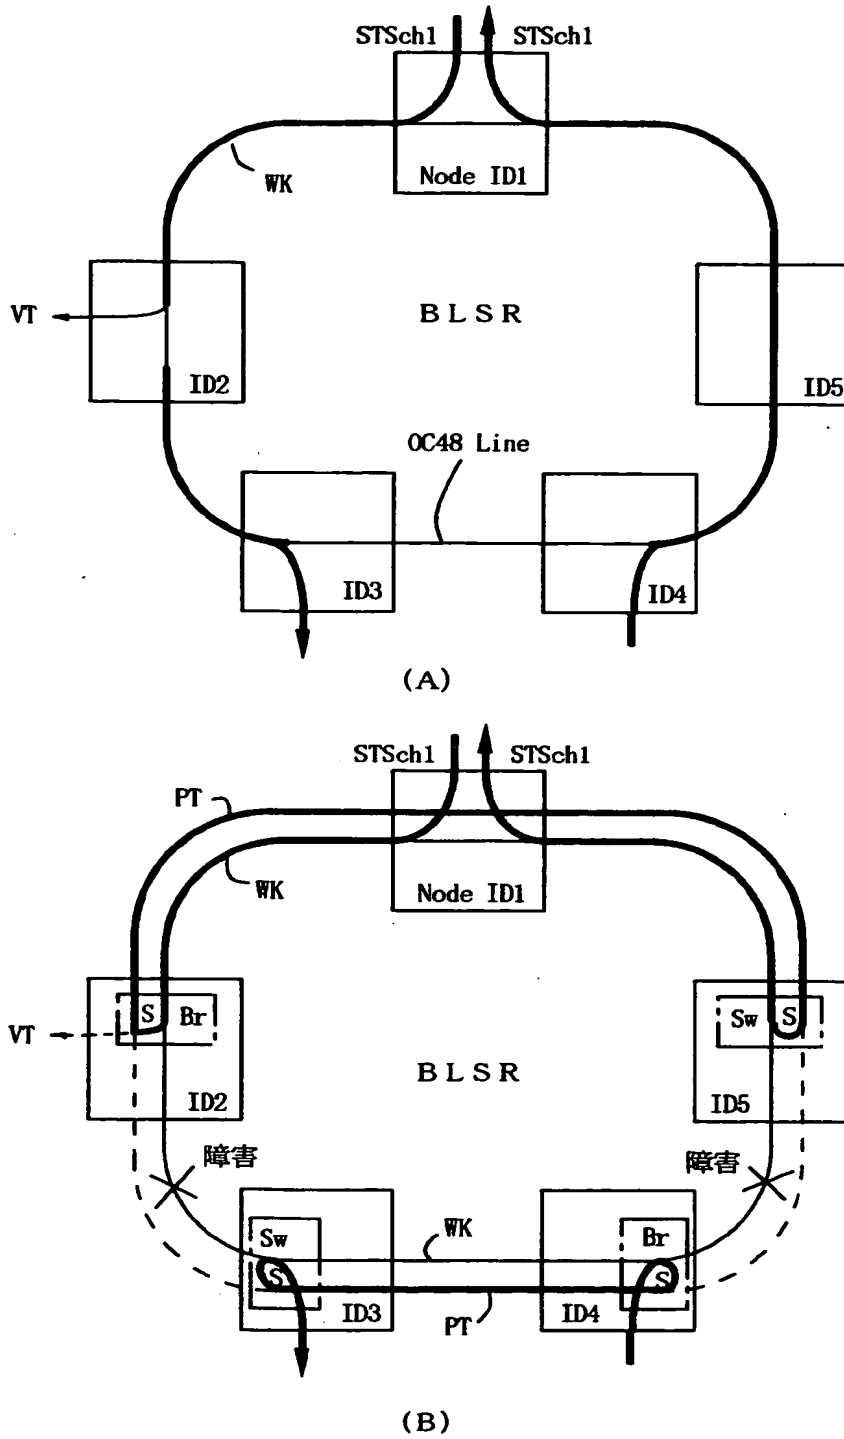 STSch1 STSch1
Node ID1
WK
VT
BLSR
ID2
ID5
OC48 Line
ID3
ID4
(A)
STSch1 STSch1
PT
WK
Node ID1
S Br
Sw S
VT
BLSR
ID2
ID5
障害
障害
Sw
WK
Br
S
S
ID3
PT
ID4
(B)